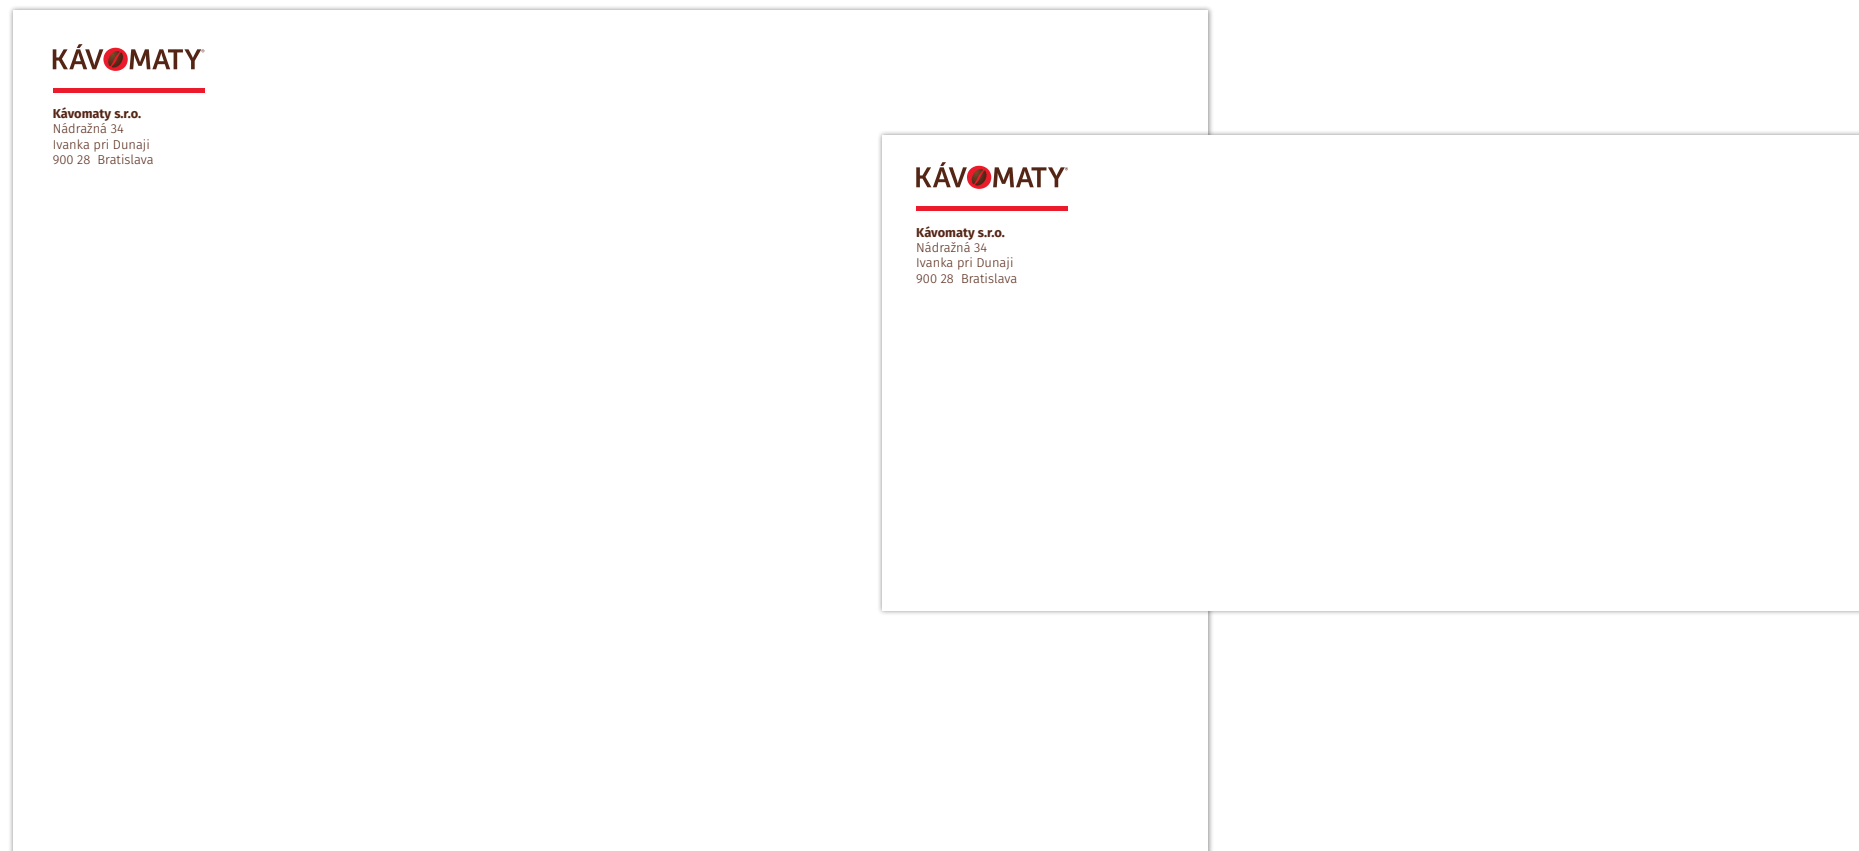 KÁVOMATY®
Kávomaty s.r.o.
Nádražná 34
Ivanka pri Dunaji
900 28  Bratislava
KÁVOMATY®
Kávomaty s.r.o.
Nádražná 34
Ivanka pri Dunaji
900 28  Bratislava